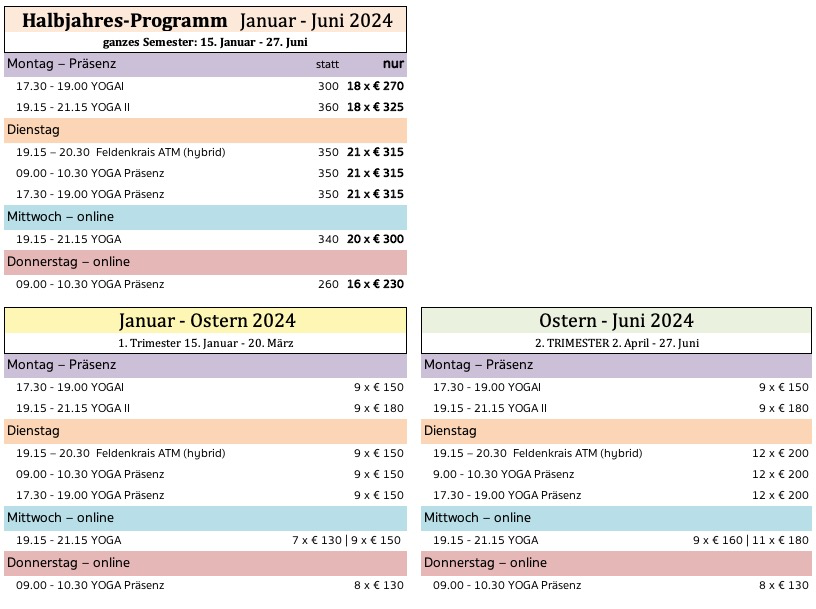 Halbjahres-Programm Januar - Juni 2024
ganzes Semester: 15. Januar - 27. Juni
Montag – Präsenz statt nur
17.30 - 19.00 YOGAI 300 18 x € 270
19.15 - 21.15 YOGA II 360 18 x € 325
Dienstag
19.15 – 20.30 Feldenkrais ATM (hybrid) 350 21 x € 315
09.00 - 10.30 YOGA Präsenz 350 21 x € 315
17.30 - 19.00 YOGA Präsenz 350 21 x € 315
Mittwoch – online
19.15 - 21.15 YOGA 340 20 x € 300
Donnerstag – online
09.00 - 10.30 YOGA Präsenz 260 16 x € 230
Januar - Ostern 2024
1. Trimester 15. Januar - 20. März
Montag – Präsenz
17.30 - 19.00 YOGAI 9 x € 150
19.15 - 21.15 YOGA II 9 x € 180
Dienstag
19.15 – 20.30 Feldenkrais ATM (hybrid) 9 x € 150
09.00 - 10.30 YOGA Präsenz 9 x € 150
17.30 - 19.00 YOGA Präsenz 9 x € 150
Mittwoch – online
19.15 - 21.15 YOGA 7 x € 130 | 9 x € 150
Donnerstag – online
09.00 - 10.30 YOGA Präsenz 8 x € 130
Ostern - Juni 2024
2. TRIMESTER 2. April - 27. Juni
Montag – Präsenz
17.30 - 19.00 YOGAI 9 x € 150
19.15 - 21.15 YOGA II 9 x € 180
Dienstag
19.15 – 20.30 Feldenkrais ATM (hybrid) 12 x € 200
9.00 - 10.30 YOGA Präsenz 12 x € 200
17.30 - 19.00 YOGA Präsenz 12 x € 200
Mittwoch – online
19.15 - 21.15 YOGA 9 x € 160 | 11 x € 180
Donnerstag – online
09.00 - 10.30 YOGA Präsenz 8 x € 130